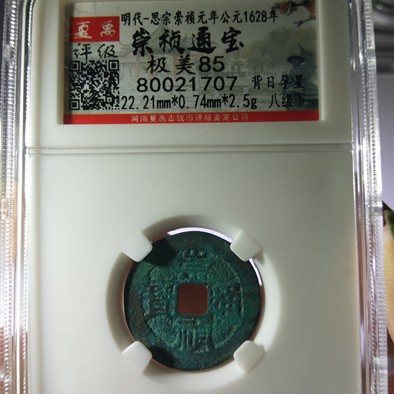 夏禹
评级
明代-思宗崇祯元年公元1628年
崇祯通宝
极美85
80021707 背日孕星
22.21mm*0.74mm*2.5g 八级
河南夏禹古钱币评级鉴定公司